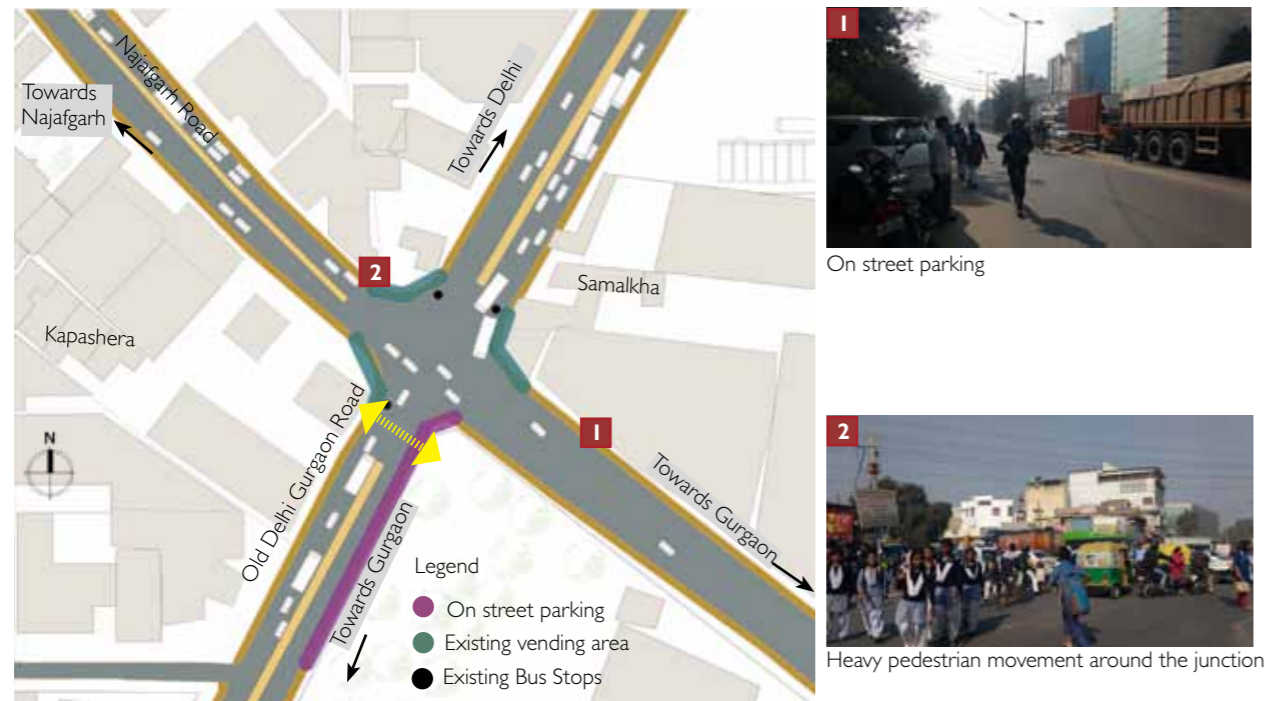 Najafgarh Road
Towards
Najafgarh
Towards Delhi
2
Samalkha
Kapashera
N
Old Delhi Gurgaon Road
1
Towards Gurgaon
Towards Gurgaon
Legend
On street parking
Existing vending area
Existing Bus Stops
1
On street parking
2
Heavy pedestrian movement around the junction